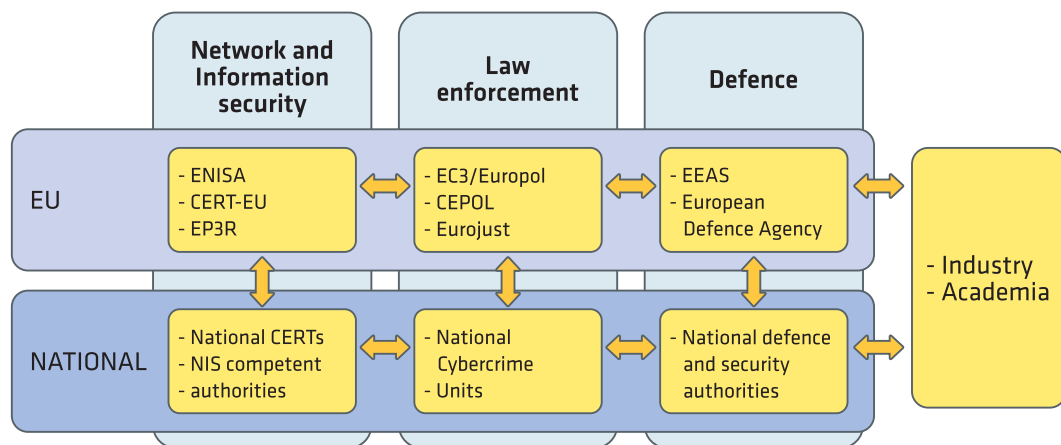 Network and
Information
security
Law
enforcement
Defence
EU
- ENISA
- CERT-EU
- EP3R
- EC3/Europol
- CEPOL
- Eurojust
- EEAS
- European
Defence Agency
NATIONAL
- National CERTs
- NIS competent
- authorities
- National
Cybercrime
- Units
- National defence
and security
authorities
- Industry
- Academia